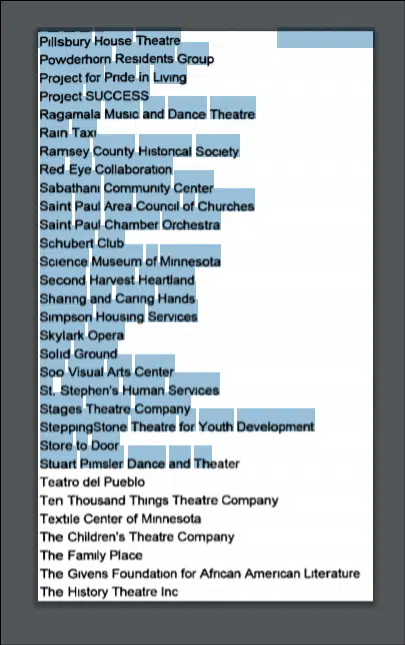 Pillsbury House Theatre
Powderhorn Residents Group
Project for Pride in Living
Project SUCCESS
Ragamala Music and Dance Theatre
Rain Taxi
Ramsey County Historical Society
Red Eye Collaboration
Sabathani Community Center
Saint Paul Area Council of Churches
Saint Paul Chamber Orchestra
Schubert Club
Science Museum of Minnesota
Second Harvest Heartland
Sharing and Caring Hands
Simpson Housing Services
Skylark Opera
Solid Ground
Soo Visual Arts Center
St. Stephen's Human Services
Stages Theatre Company
SteppingStone Theatre for Youth Development
Store to Door
Stuart Pimsler Dance and Theater
Teatro del Pueblo
Ten Thousand Things Theatre Company
Textile Center of Minnesota
The Children's Theatre Company
The Family Place
The Givens Foundation for African American Literature
The History Theatre Inc